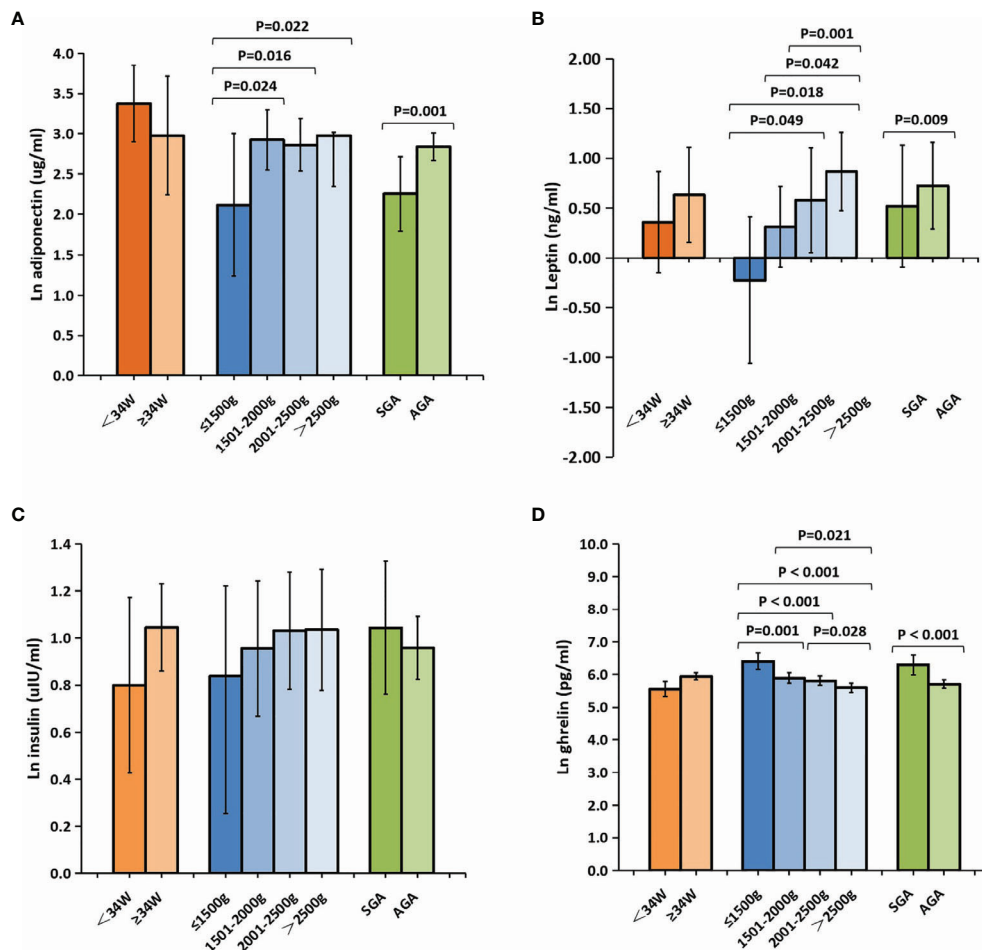 A
P=0.022
P=0.016
P=0.024
P=0.001
4.0
3.5
3.0
2.5
2.0
1.5
1.0
0.5
0.0
Ln adiponectin (ug/ml)
<34W
≥34W
≤1500g
1501-2000g
2001-2500g
>2500g
SGA
AGA
B
P=0.001
P=0.042
P=0.018
P=0.049
P=0.009
2.00
1.50
1.00
0.50
0.00
-0.50
-1.00
-1.50
-2.00
Ln Leptin (ng/ml)
<34W
≥34W
≤1500g
1501-2000g
2001-2500g
>2500g
SGA
AGA
C
1.4
1.2
1.0
0.8
0.6
0.4
0.2
0.0
Ln insulin (uIU/ml)
<34W
≥34W
≤1500g
1501-2000g
2001-2500g
>2500g
SGA
AGA
D
P=0.021
P < 0.001
P < 0.001
P=0.001
P=0.028
P < 0.001
10.0
9.0
8.0
7.0
6.0
5.0
4.0
3.0
2.0
1.0
0.0
Ln ghrelin (pg/ml)
<34W
≥34W
≤1500g
1501-2000g
2001-2500g
>2500g
SGA
AGA